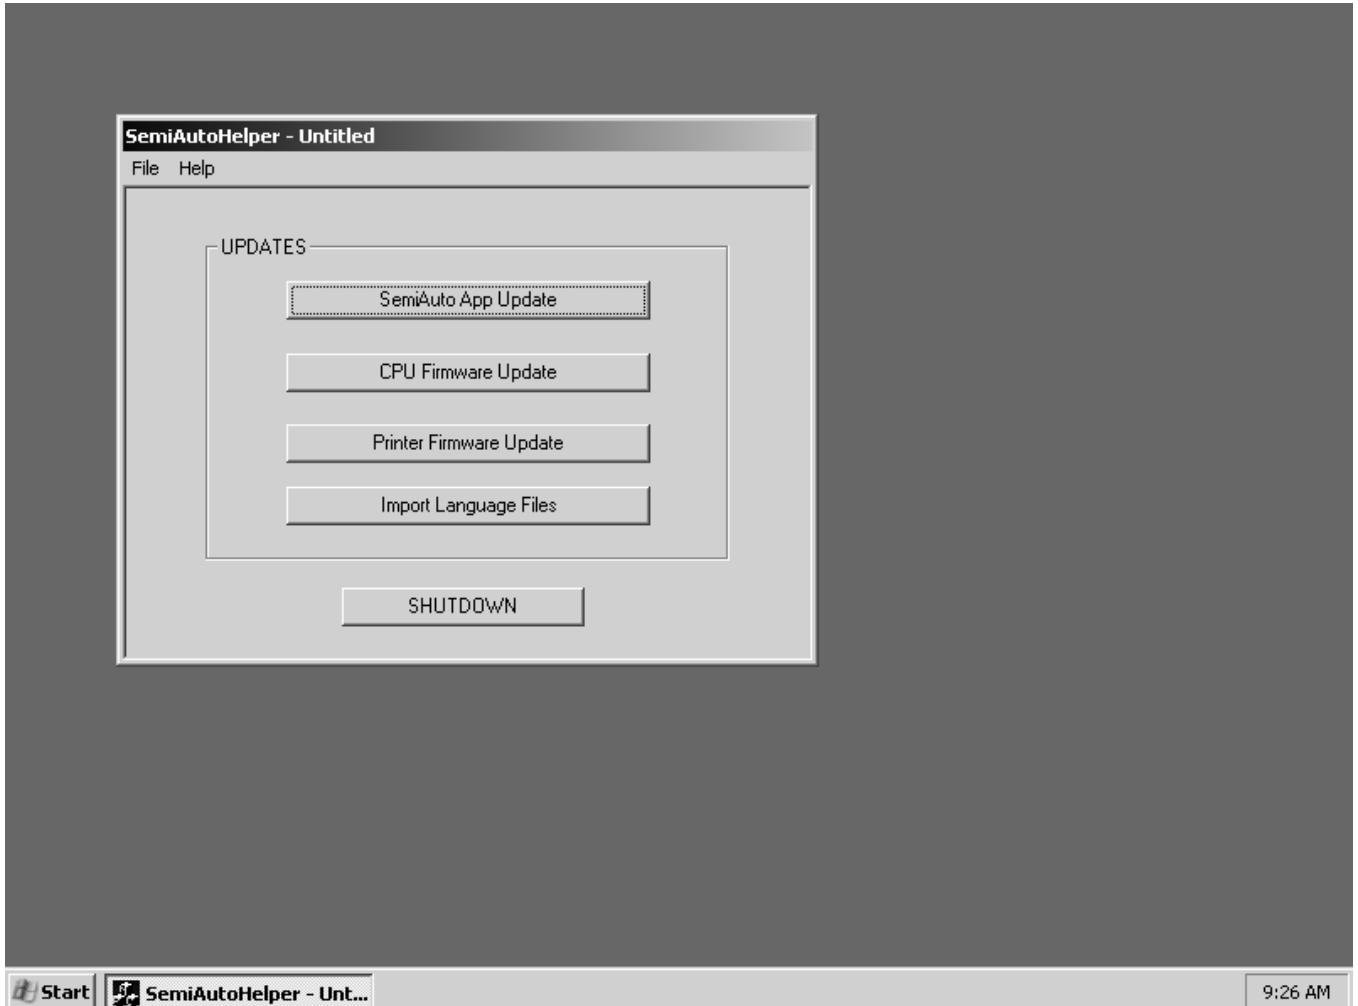 SemiAutoHelper - Untitled
File Help
UPDATES
SemiAuto App Update
CPU Firmware Update
Printer Firmware Update
Import Language Files
SHUTDOWN
Start SemiAutoHelper - Unt... 9:26 AM